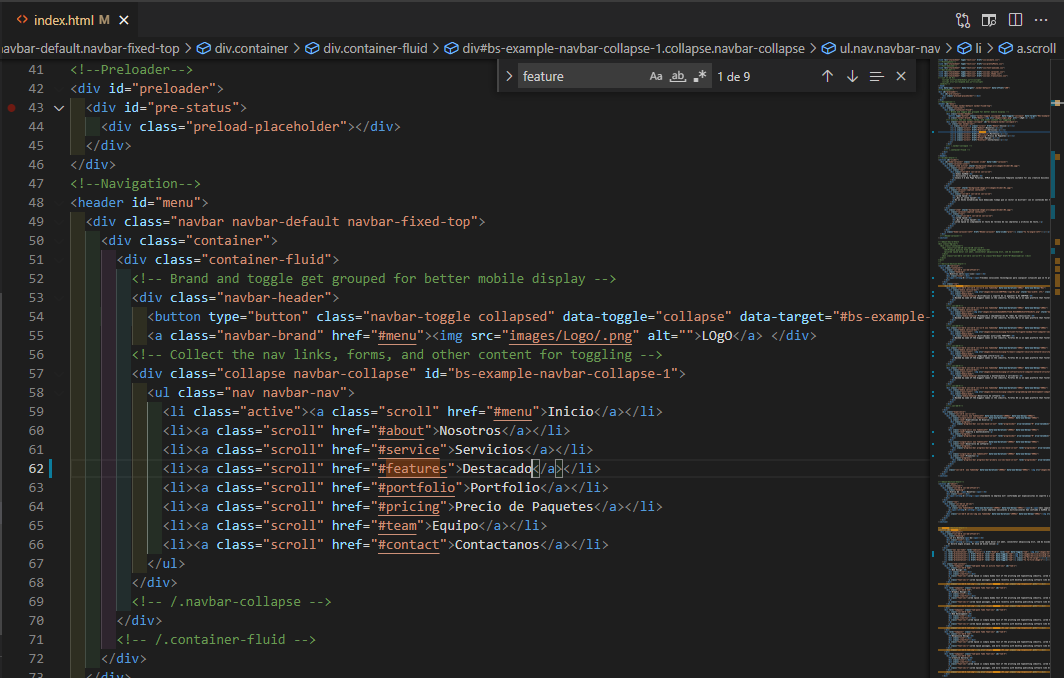 index.html M
navbar-default.navbar-fixed-top > div.container > div.container-fluid > div#bs-example-navbar-collapse-1.collapse.navbar-collapse > ul.nav.navbar-nav > li > a.scroll
feature Aa ab 1 de 9
41 <!--Preloader-->
42 <div id="preloader">
43 <div id="pre-status">
44 <div class="preload-placeholder"></div>
45 </div>
46 </div>
47 <!--Navigation-->
48 <header id="menu">
49 <div class="navbar navbar-default navbar-fixed-top">
50 <div class="container">
51 <div class="container-fluid">
52 <!-- Brand and toggle get grouped for better mobile display -->
53 <div class="navbar-header">
54 <button type="button" class="navbar-toggle collapsed" data-toggle="collapse" data-target="#bs-example-
55 <a class="navbar-brand" href="#menu"><img src="images/Logo/.png" alt="">LOgO</a> </div>
56 <!-- Collect the nav links, forms, and other content for toggling -->
57 <div class="collapse navbar-collapse" id="bs-example-navbar-collapse-1">
58 <ul class="nav navbar-nav">
59 <li class="active"><a class="scroll" href="#menu">Inicio</a></li>
60 <li><a class="scroll" href="#about">Nosotros</a></li>
61 <li><a class="scroll" href="#service">Servicios</a></li>
62 <li><a class="scroll" href="#features">Destacado</a></li>
63 <li><a class="scroll" href="#portfolio">Portfolio</a></li>
64 <li><a class="scroll" href="#pricing">Precio de Paquetes</a></li>
65 <li><a class="scroll" href="#team">Equipo</a></li>
66 <li><a class="scroll" href="#contact">Contactanos</a></li>
67 </ul>
68 </div>
69 <!-- /.navbar-collapse -->
70 </div>
71 <!-- /.container-fluid -->
72 </div>
73 </div>